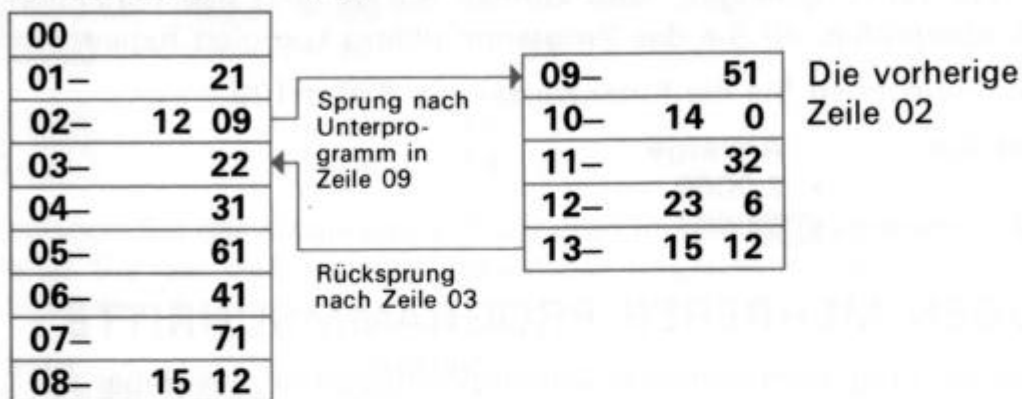 00
01– 21
02– 12 09
03– 22
04– 31
05– 61
06– 41
07– 71
08– 15 12
Sprung nach
Unterpro-
gramm in
Zeile 09
Rücksprung
nach Zeile 03
09– 51
10– 14 0
11– 32
12– 23 6
13– 15 12
Die vorherige
Zeile 02